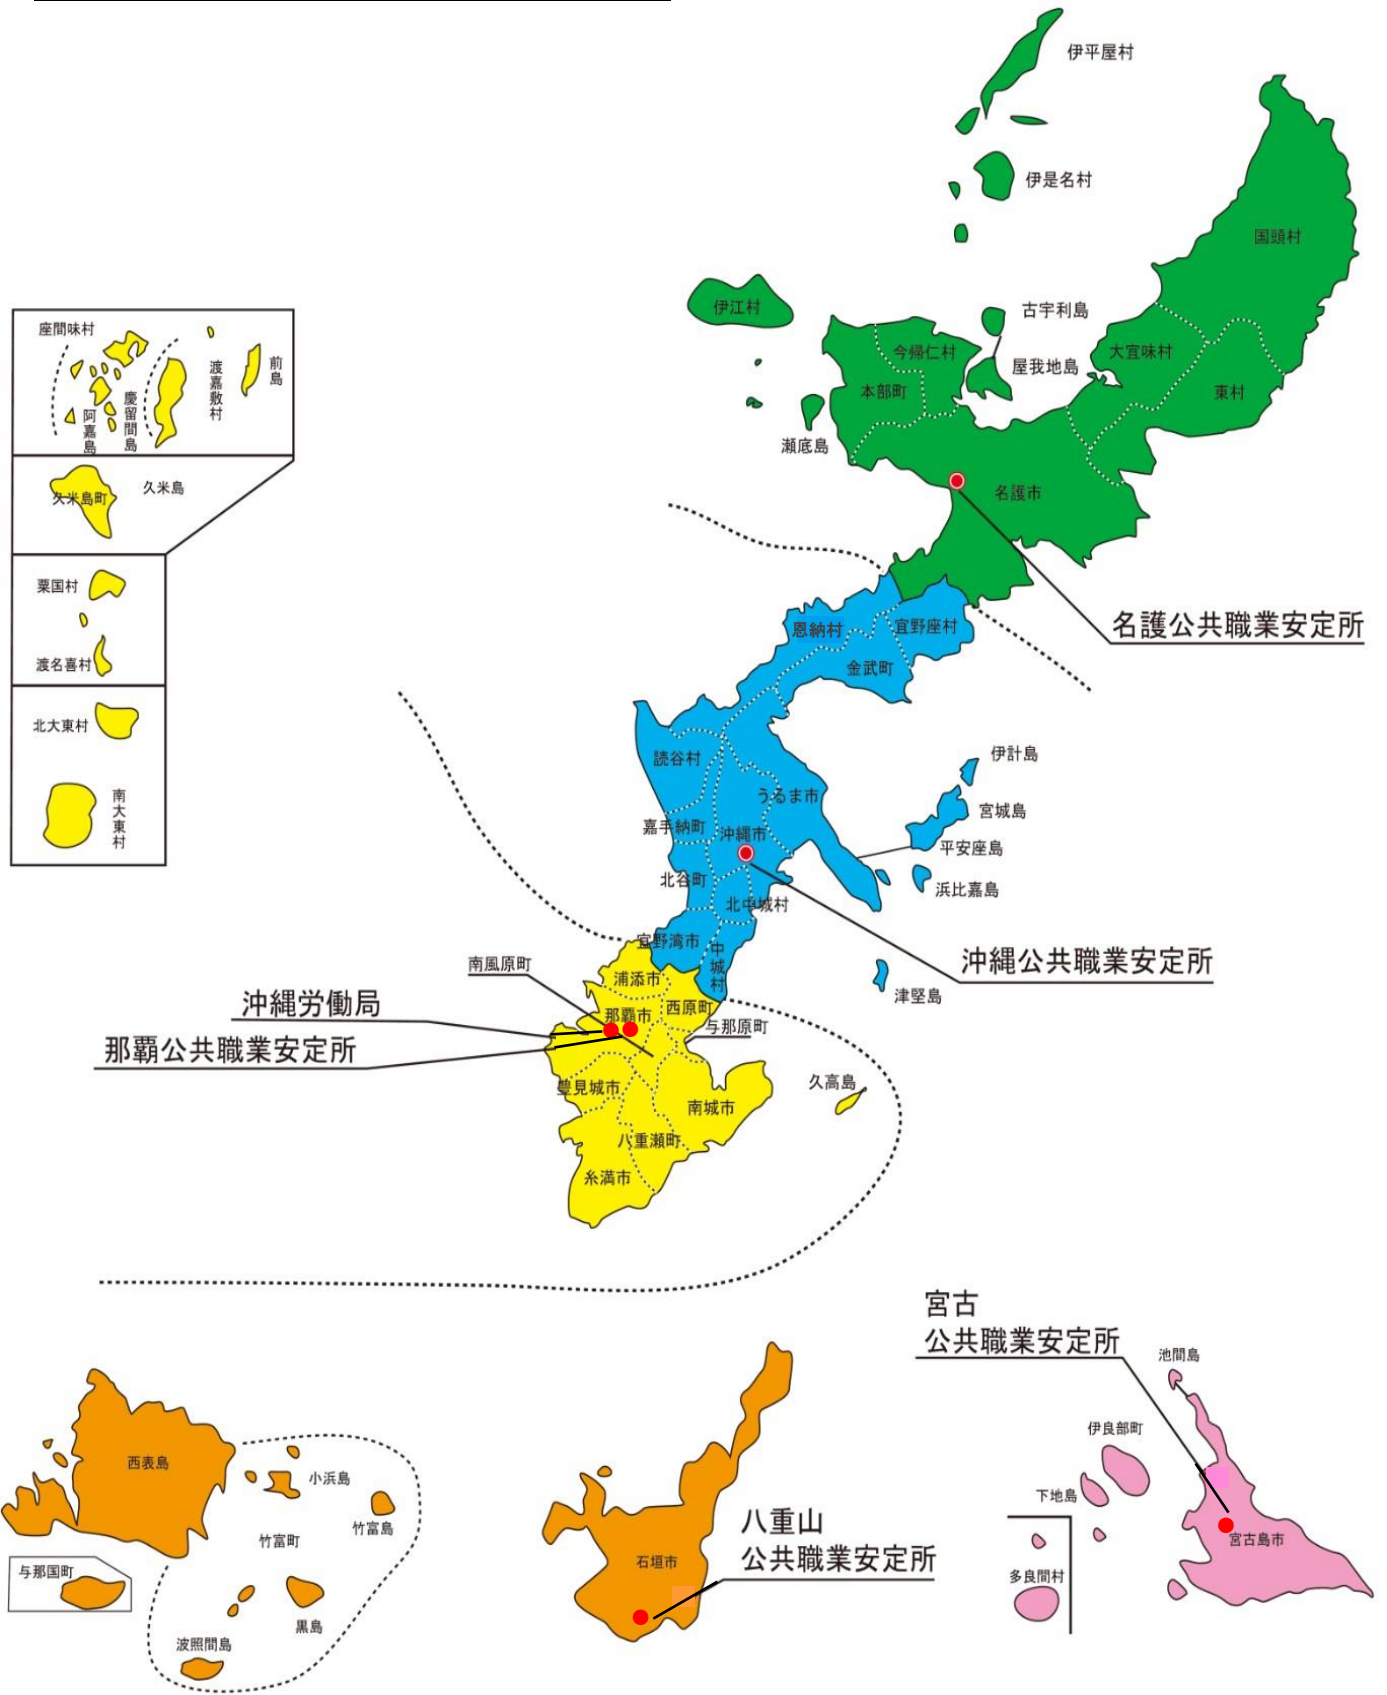 伊平屋村
伊是名村
国頭村
伊江村
古宇利島
今帰仁村
屋我地島
大宜味村
本部町
東村
瀬底島
名護市
名護公共職業安定所
座間味村
阿嘉島
慶留間島
渡嘉敷村
前島
久米島町
久米島
粟国村
渡名喜村
北大東村
南大東村
恩納村
宜野座村
金武町
読谷村
うるま市
伊計島
宮城島
平安座島
浜比嘉島
嘉手納町
沖縄市
北谷町
北中城村
宜野湾市
中城村
沖縄公共職業安定所
津堅島
南風原町
浦添市
西原町
那覇市
与那原町
沖縄労働局
那覇公共職業安定所
豊見城市
南城市
久高島
八重瀬町
糸満市
宮古
公共職業安定所
池間島
伊良部町
下地島
宮古島市
多良間村
西表島
小浜島
竹富島
竹富町
与那国町
黒島
波照間島
石垣市
八重山
公共職業安定所